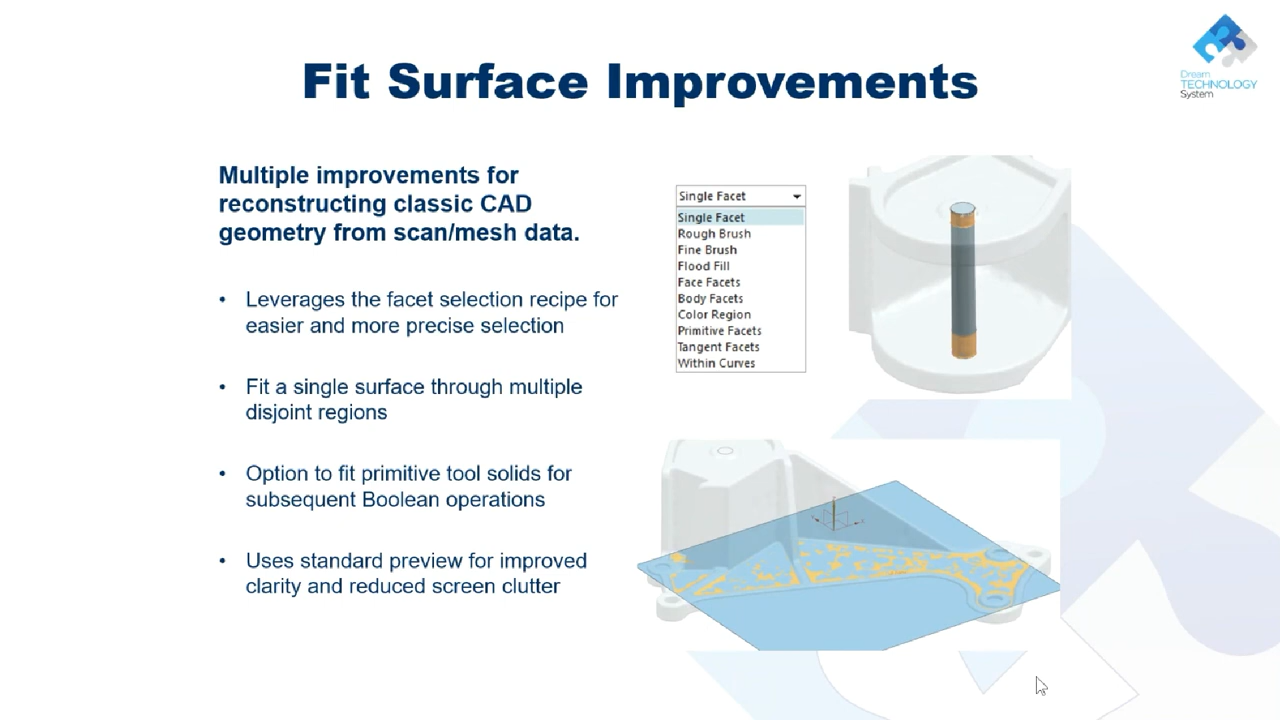 Fit Surface Improvements
Dream
TECHNOLOGY
System
Multiple improvements for
reconstructing classic CAD
geometry from scan/mesh data.
• Leverages the facet selection recipe for
easier and more precise selection
• Fit a single surface through multiple
disjoint regions
• Option to fit primitive tool solids for
subsequent Boolean operations
• Uses standard preview for improved
clarity and reduced screen clutter
Single Facet
Single Facet
Rough Brush
Fine Brush
Flood Fill
Face Facets
Body Facets
Color Region
Primitive Facets
Tangent Facets
Within Curves